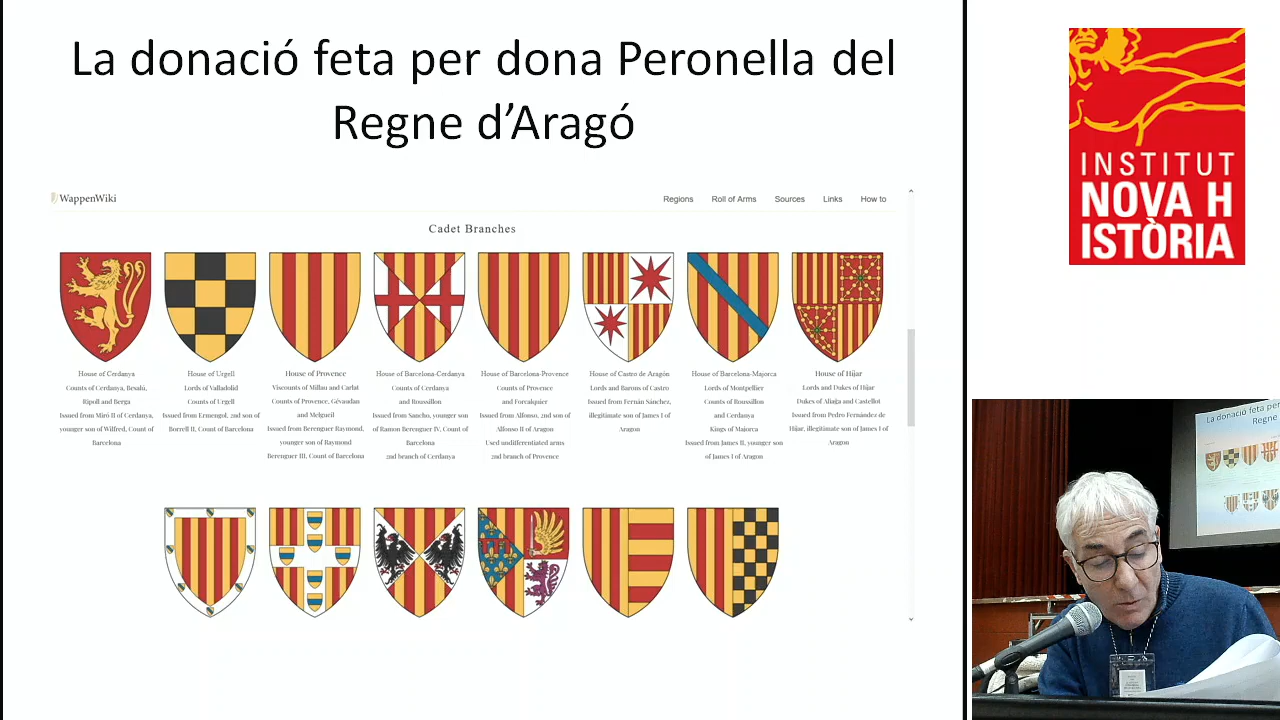 La donació feta per dona Peronella del
Regne d'Aragó
WappenWiki
Regions
Roll of Arms
Sources
Links
How to
Cadet Branches
House of Cerdanya
Counts of Cerdanya, Besalú,
Ripoll and Berga
Issued from Miró II of Cerdanya,
younger son of Wilfred, Count of
Barcelona
House of Urgell
Lords of Valladolid
Counts of Urgell
Issued from Ermengol, 2nd son of
Borrell II, Count of Barcelona
House of Provence
Viscounts of Millau and Carlat
Counts of Provence, Gévaudan
and Melgueil
Issued from Berenguer Raymond,
younger son of Raymond
Berenguer III, Count of Barcelona
House of Barcelona-Cerdanya
Counts of Cerdanya
and Roussillon
Issued from Sancho, younger son
of Ramon Berenguer IV, Count of
Barcelona
2nd branch of Cerdanya
House of Barcelona-Provence
Counts of Provence
and Forcalquier
Issued from Alfonso, 2nd son of
Alfonso II of Aragon
Used undifferentiated arms
2nd branch of Provence
House of Castro de Aragón
Lords and Barons of Castro
Issued from Fernán Sánchez,
illegitimate son of James I of
Aragon
House of Barcelona-Majorca
Lords of Montpellier
Counts of Roussillon
and Cerdanya
Kings of Majorca
Issued from James II, younger son
of James I of Aragon
House of Híjar
Lords and Dukes of Híjar
Dukes of Aliaga and Castellot
Issued from Pedro Fernández de
Híjar, illegitimate son of James I of
Aragon
INSTITUT
NOVA H
ISTÒRIA
La donació feta per
Regne